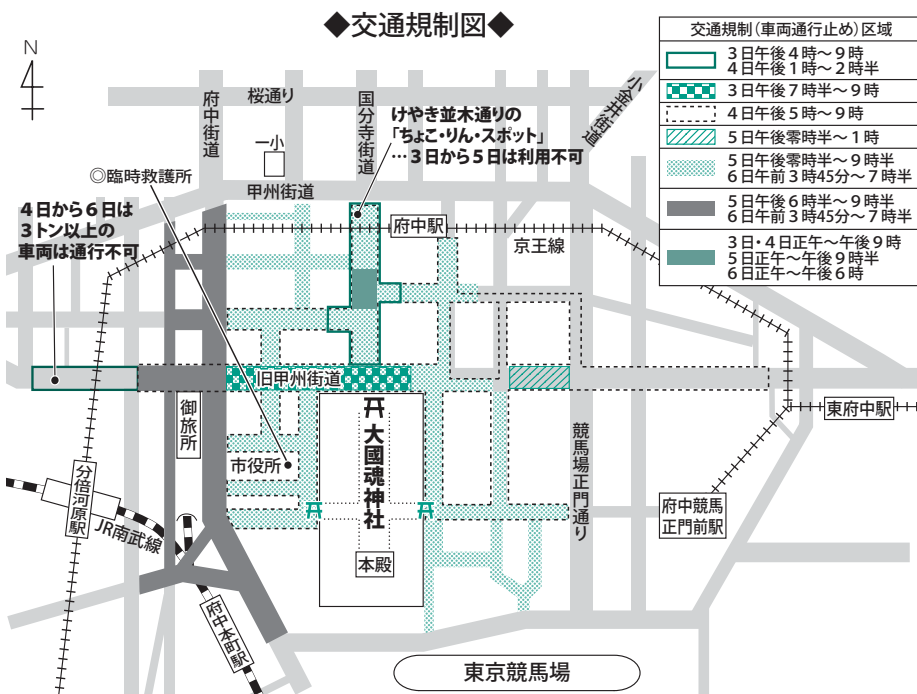 ◆交通規制図◆
N
4
交通規制(車両通行止め)区域
3日午後4時～9時
4日午後1時～2時半
3日午後7時半～9時
4日午後5時～9時
5日午後零時半～1時
5日午後零時半～9時半
6日午前3時45分～7時半
5日午後6時半～9時半
6日午前3時45分～7時半
3日・4日正午～午後9時
5日正午～午後9時半
6日正午～午後6時
府中街道
桜通り
国分寺街道
小金井街道
けやき並木通りの
「ちょこ・りん・スポット」
…3日から5日は利用不可
一小
◎臨時救護所
甲州街道
4日から6日は
3トン以上の
車両は通行不可
府中駅
京王線
旧甲州街道
御旅所
市役所
大國魂神社
本殿
競馬場正門通り
東府中駅
府中競馬
正門前駅
分倍河原駅
JR南武線
府中本町駅
東京競馬場